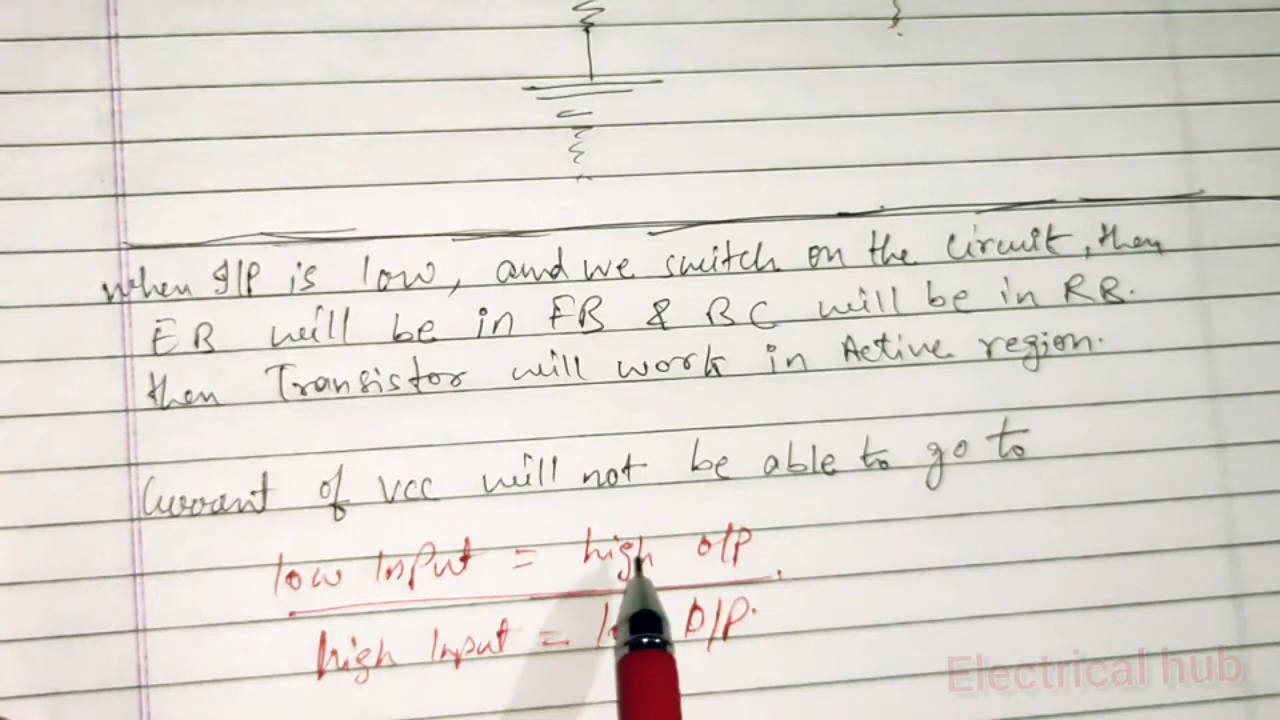 When I/P is low, and we switch on the Circuit, then
EB will be in FB & BC will be in RB.
then Transistor will work in Active region.
Current of Vcc will not be able to go to
low Input = high O/P
high Input = O/P.
Electrical hub